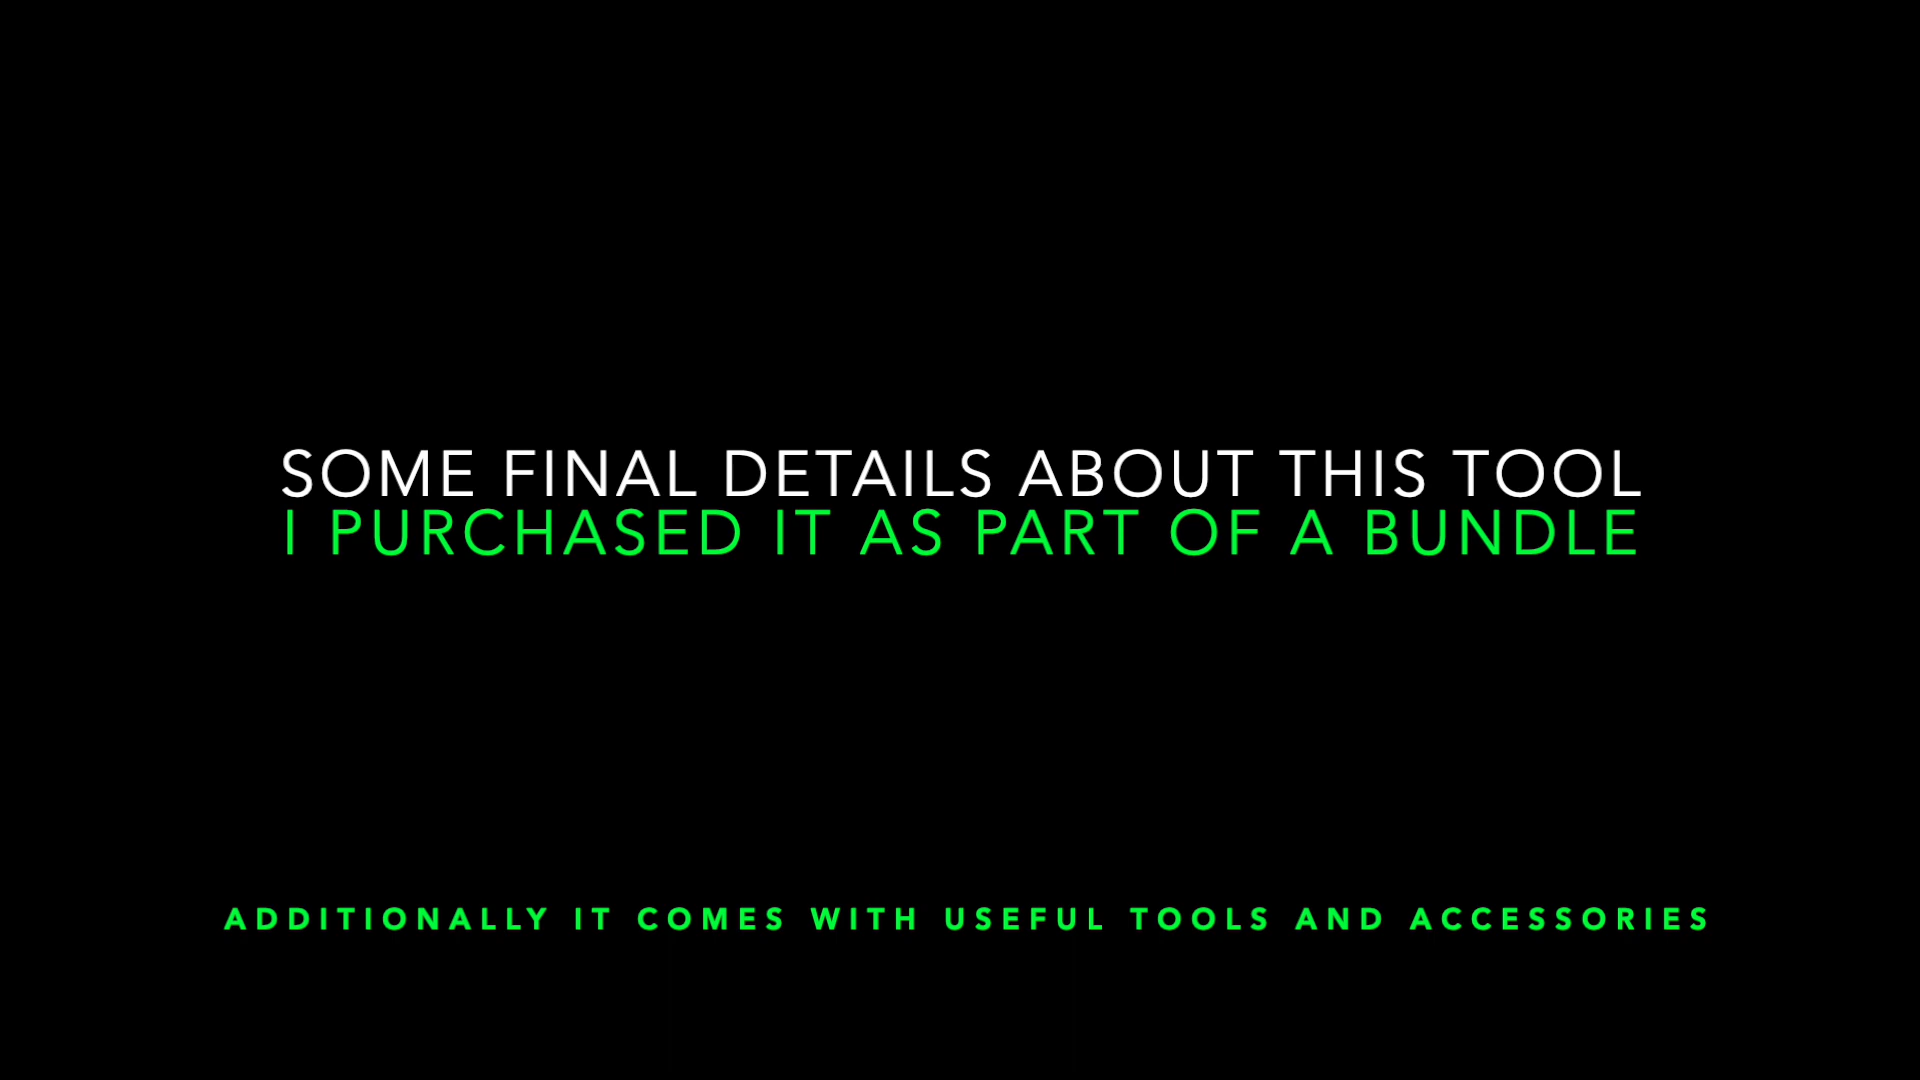 SOME FINAL DETAILS ABOUT THIS TOOL
I PURCHASED IT AS PART OF A BUNDLE
ADDITIONALLY IT COMES WITH USEFUL TOOLS AND ACCESSORIES